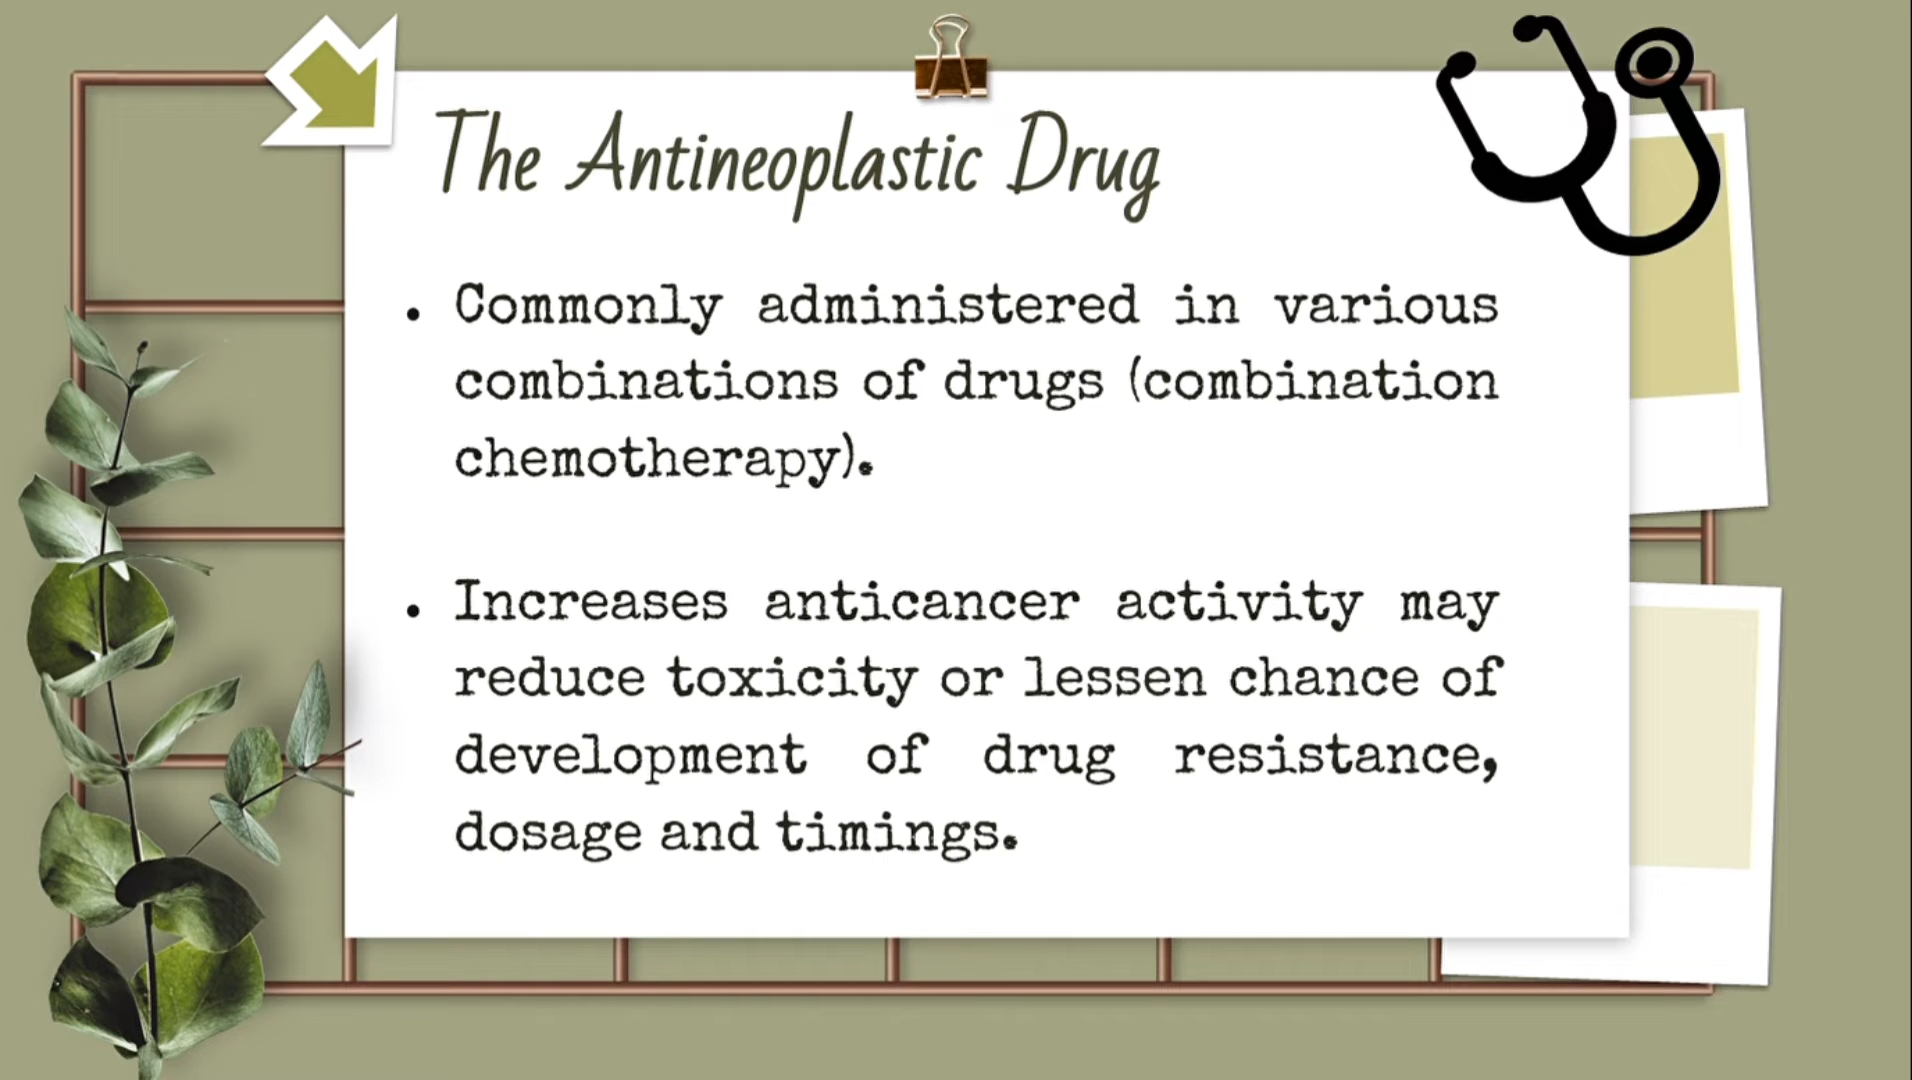 The Antineoplastic Drug
• Commonly administered in various
combinations of drugs (combination
chemotherapy).
• Increases anticancer activity may
reduce toxicity or lessen chance of
development of drug resistance,
dosage and timings.